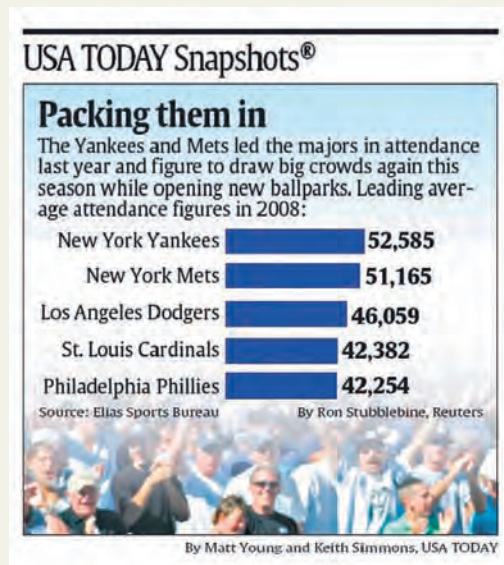 USA TODAY Snapshots®
Packing them in
The Yankees and Mets led the majors in attendance
last year and figure to draw big crowds again this
season while opening new ballparks. Leading aver-
age attendance figures in 2008:
New York Yankees 52,585
New York Mets 51,165
Los Angeles Dodgers 46,059
St. Louis Cardinals 42,382
Philadelphia Phillies 42,254
Source: Elias Sports Bureau By Ron Stubblebine, Reuters
By Matt Young and Keith Simmons, USA TODAY